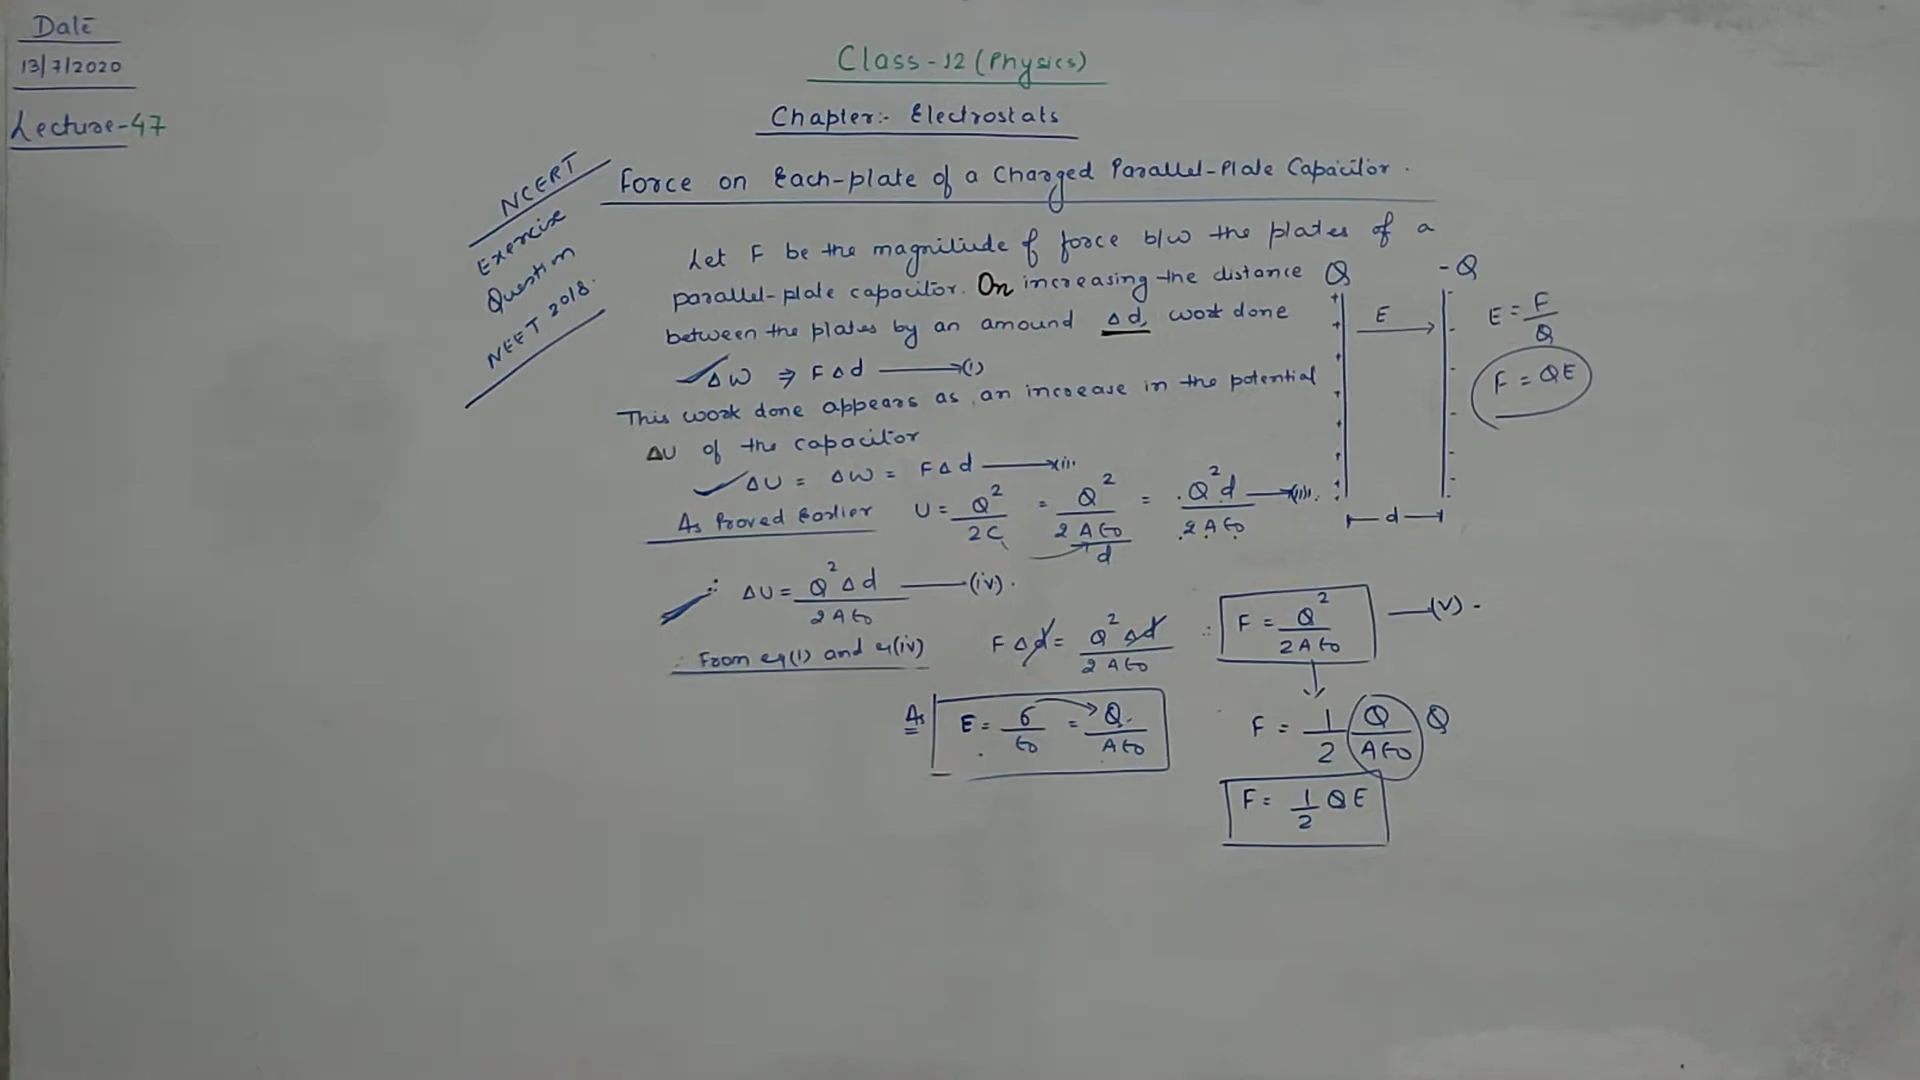 Date
13/7/2020
Lecture-47
Class-12 (Physics)
Chapter:- Electrostats
NCERT
Exercise
Question
NEET 2018.
Force on Each-plate of a Charged Parallel-Plate Capacitor.
Let F be the magnitude of force b/w the plates of a
parallel-plate capacitor. On increasing the distance
between the plates by an amound Δd, work done
ΔW ⇒ FΔd ——→(i)
This work done appears as an increase in the potential
ΔU of the capacitor
ΔU = ΔW = FΔd ——→(ii)
As Proved Earlier U = Q²/2C = Q²/(2Aε₀/d) = Q²d/2Aε₀ —→(iii)
∴ ΔU = Q²Δd/2Aε₀ ——(iv).
∴ From eq(i) and eq(iv) FΔd = Q²Δd/2Aε₀ ∴ F = Q²/2Aε₀ —(v).
As E = σ/ε₀ = Q/Aε₀
F = 1/2 Q/Aε₀ Q
F = 1/2 QE
Q -Q
E
d
E = F/Q
F = QE